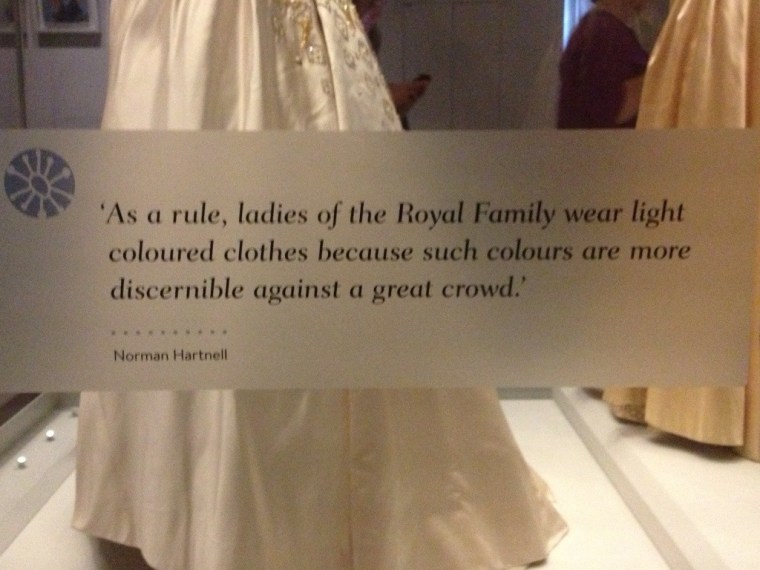 ‘As a rule, ladies of the Royal Family wear light
coloured clothes because such colours are more
discernible against a great crowd.’
Norman Hartnell